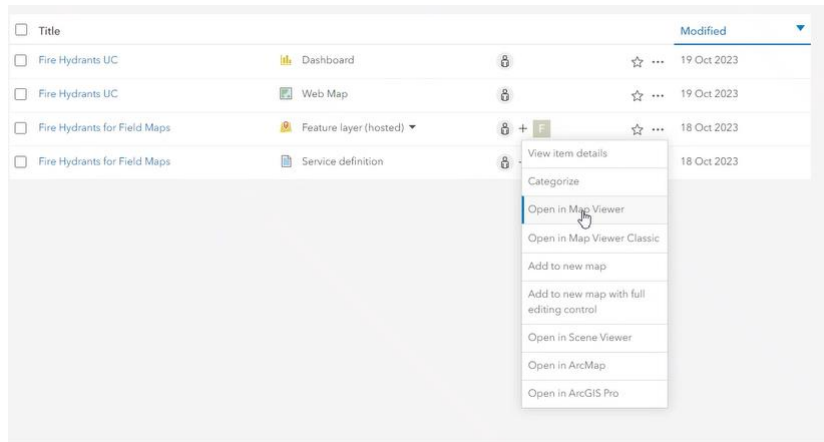 Title Modified
Fire Hydrants UC Dashboard 19 Oct 2023
Fire Hydrants UC Web Map 19 Oct 2023
Fire Hydrants for Field Maps Feature layer (hosted) F 18 Oct 2023
Fire Hydrants for Field Maps Service definition 18 Oct 2023
View item details
Categorize
Open in Map Viewer
Open in Map Viewer Classic
Add to new map
Add to new map with full
editing control
Open in Scene Viewer
Open in ArcMap
Open in ArcGIS Pro